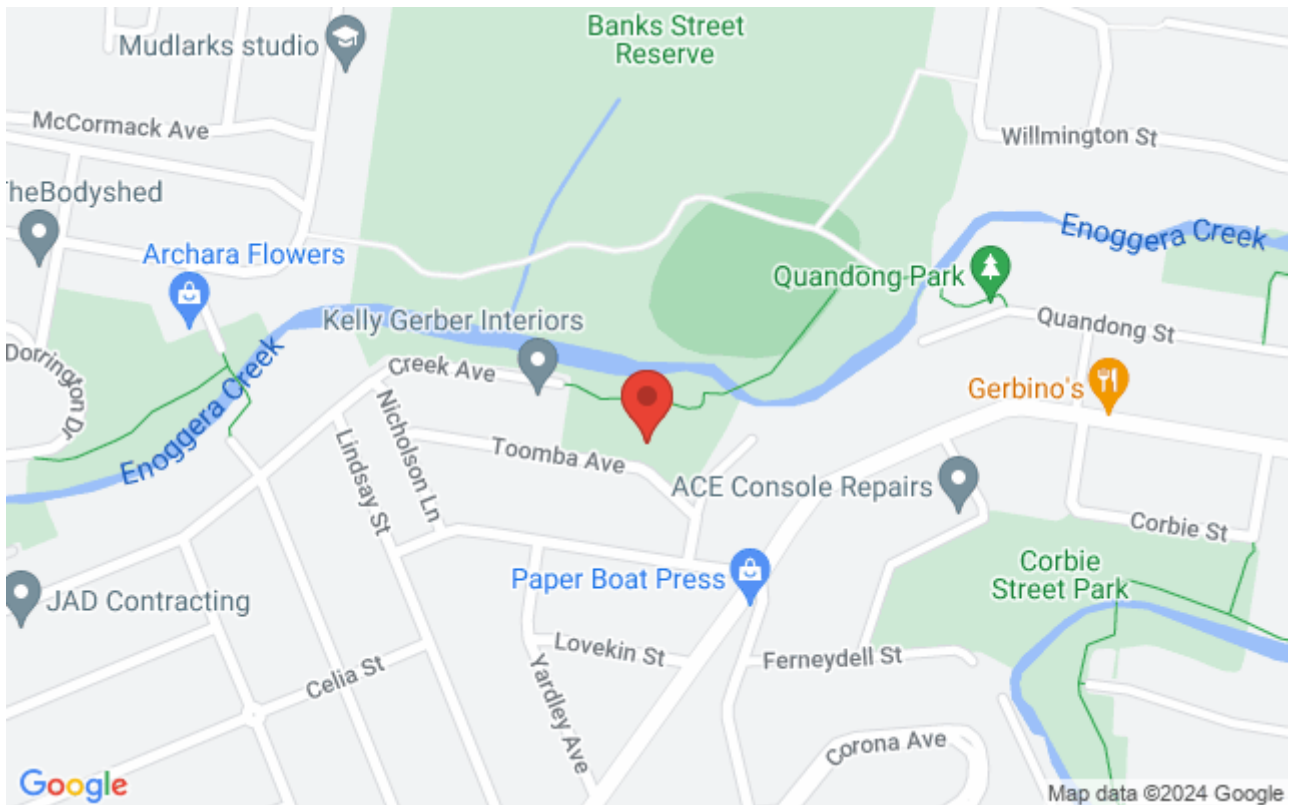 Banks Street
Reserve
Mudlarks studio
McCormack Ave
Willmington St
TheBodyshed
Archara Flowers
Enoggera Creek
Quandong Park
Kelly Gerber Interiors
Quandong St
Creek Ave
Dorrington Dr
Gerbino's
Enoggera Creek
Nicholson Ln
Lindsay St
Toomba Ave
ACE Console Repairs
Corbie St
Corbie
Street Park
Paper Boat Press
JAD Contracting
Lovekin St
Ferneydell St
Celia St
Yardley Ave
Corona Ave
Google
Map data ©2024 Google